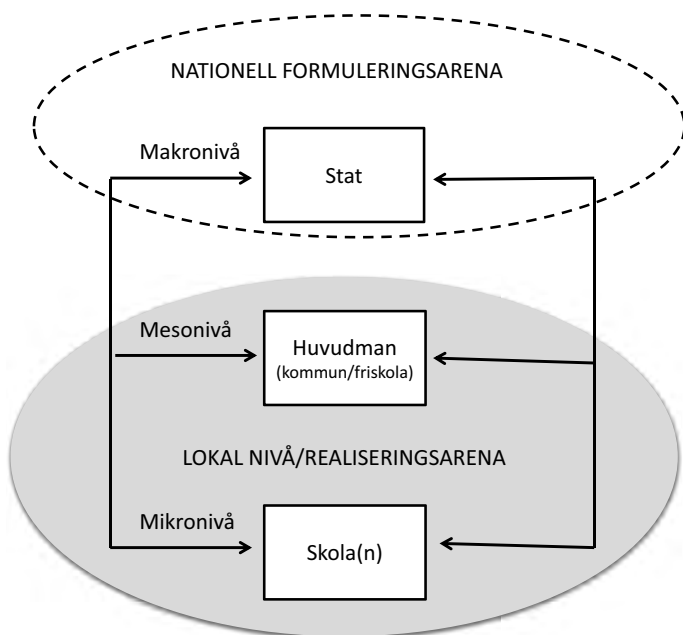 NATIONELL FORMULERINGSARENA
Makronivå
Stat
Mesonivå
Huvudman
(kommun/friskola)
LOKAL NIVÅ/REALISERINGSARENA
Mikronivå
Skola(n)